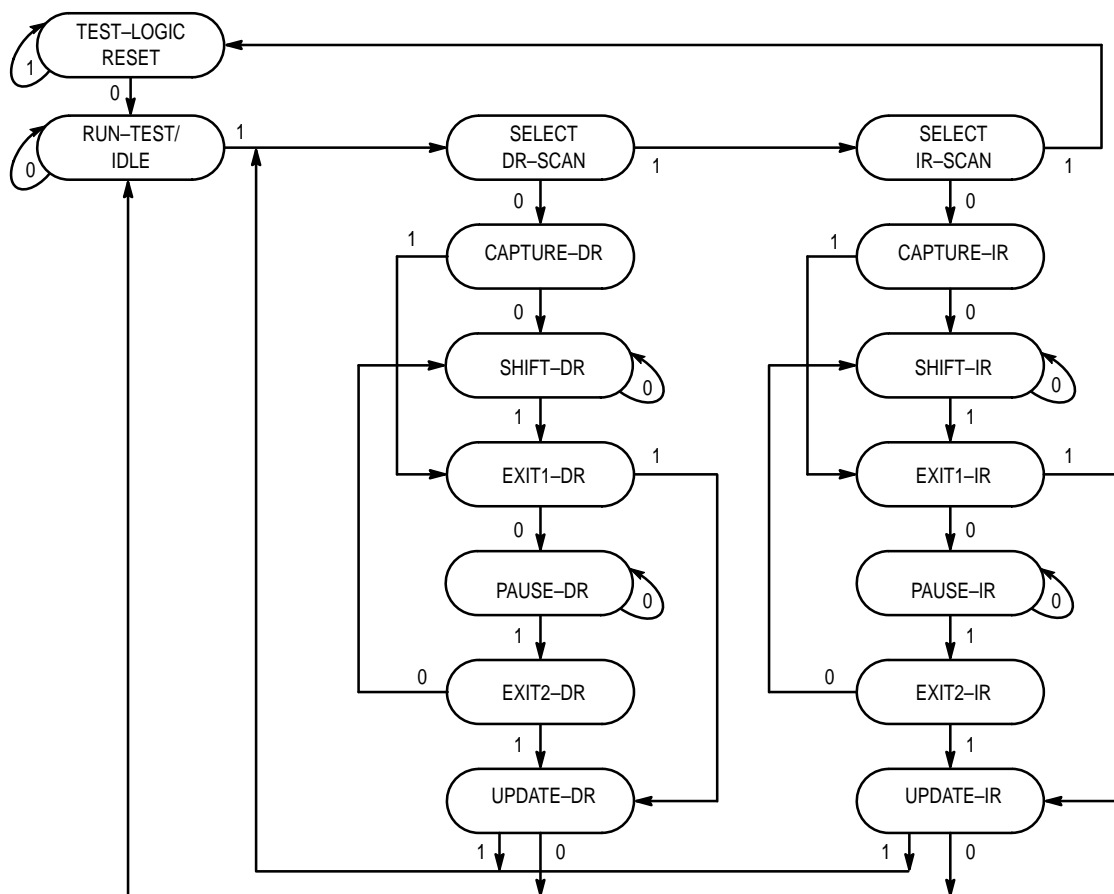 TEST–LOGIC
RESET
1
0
RUN–TEST/
IDLE
0
1
SELECT
DR–SCAN
1
SELECT
IR–SCAN
1
0
0
1
CAPTURE–DR
1
CAPTURE–IR
0
0
SHIFT–DR
0
SHIFT–IR
0
1
1
EXIT1–DR
1
EXIT1–IR
1
0
0
PAUSE–DR
0
PAUSE–IR
0
1
1
0
EXIT2–DR
0
EXIT2–IR
1
1
UPDATE–DR
UPDATE–IR
1
0
1
0